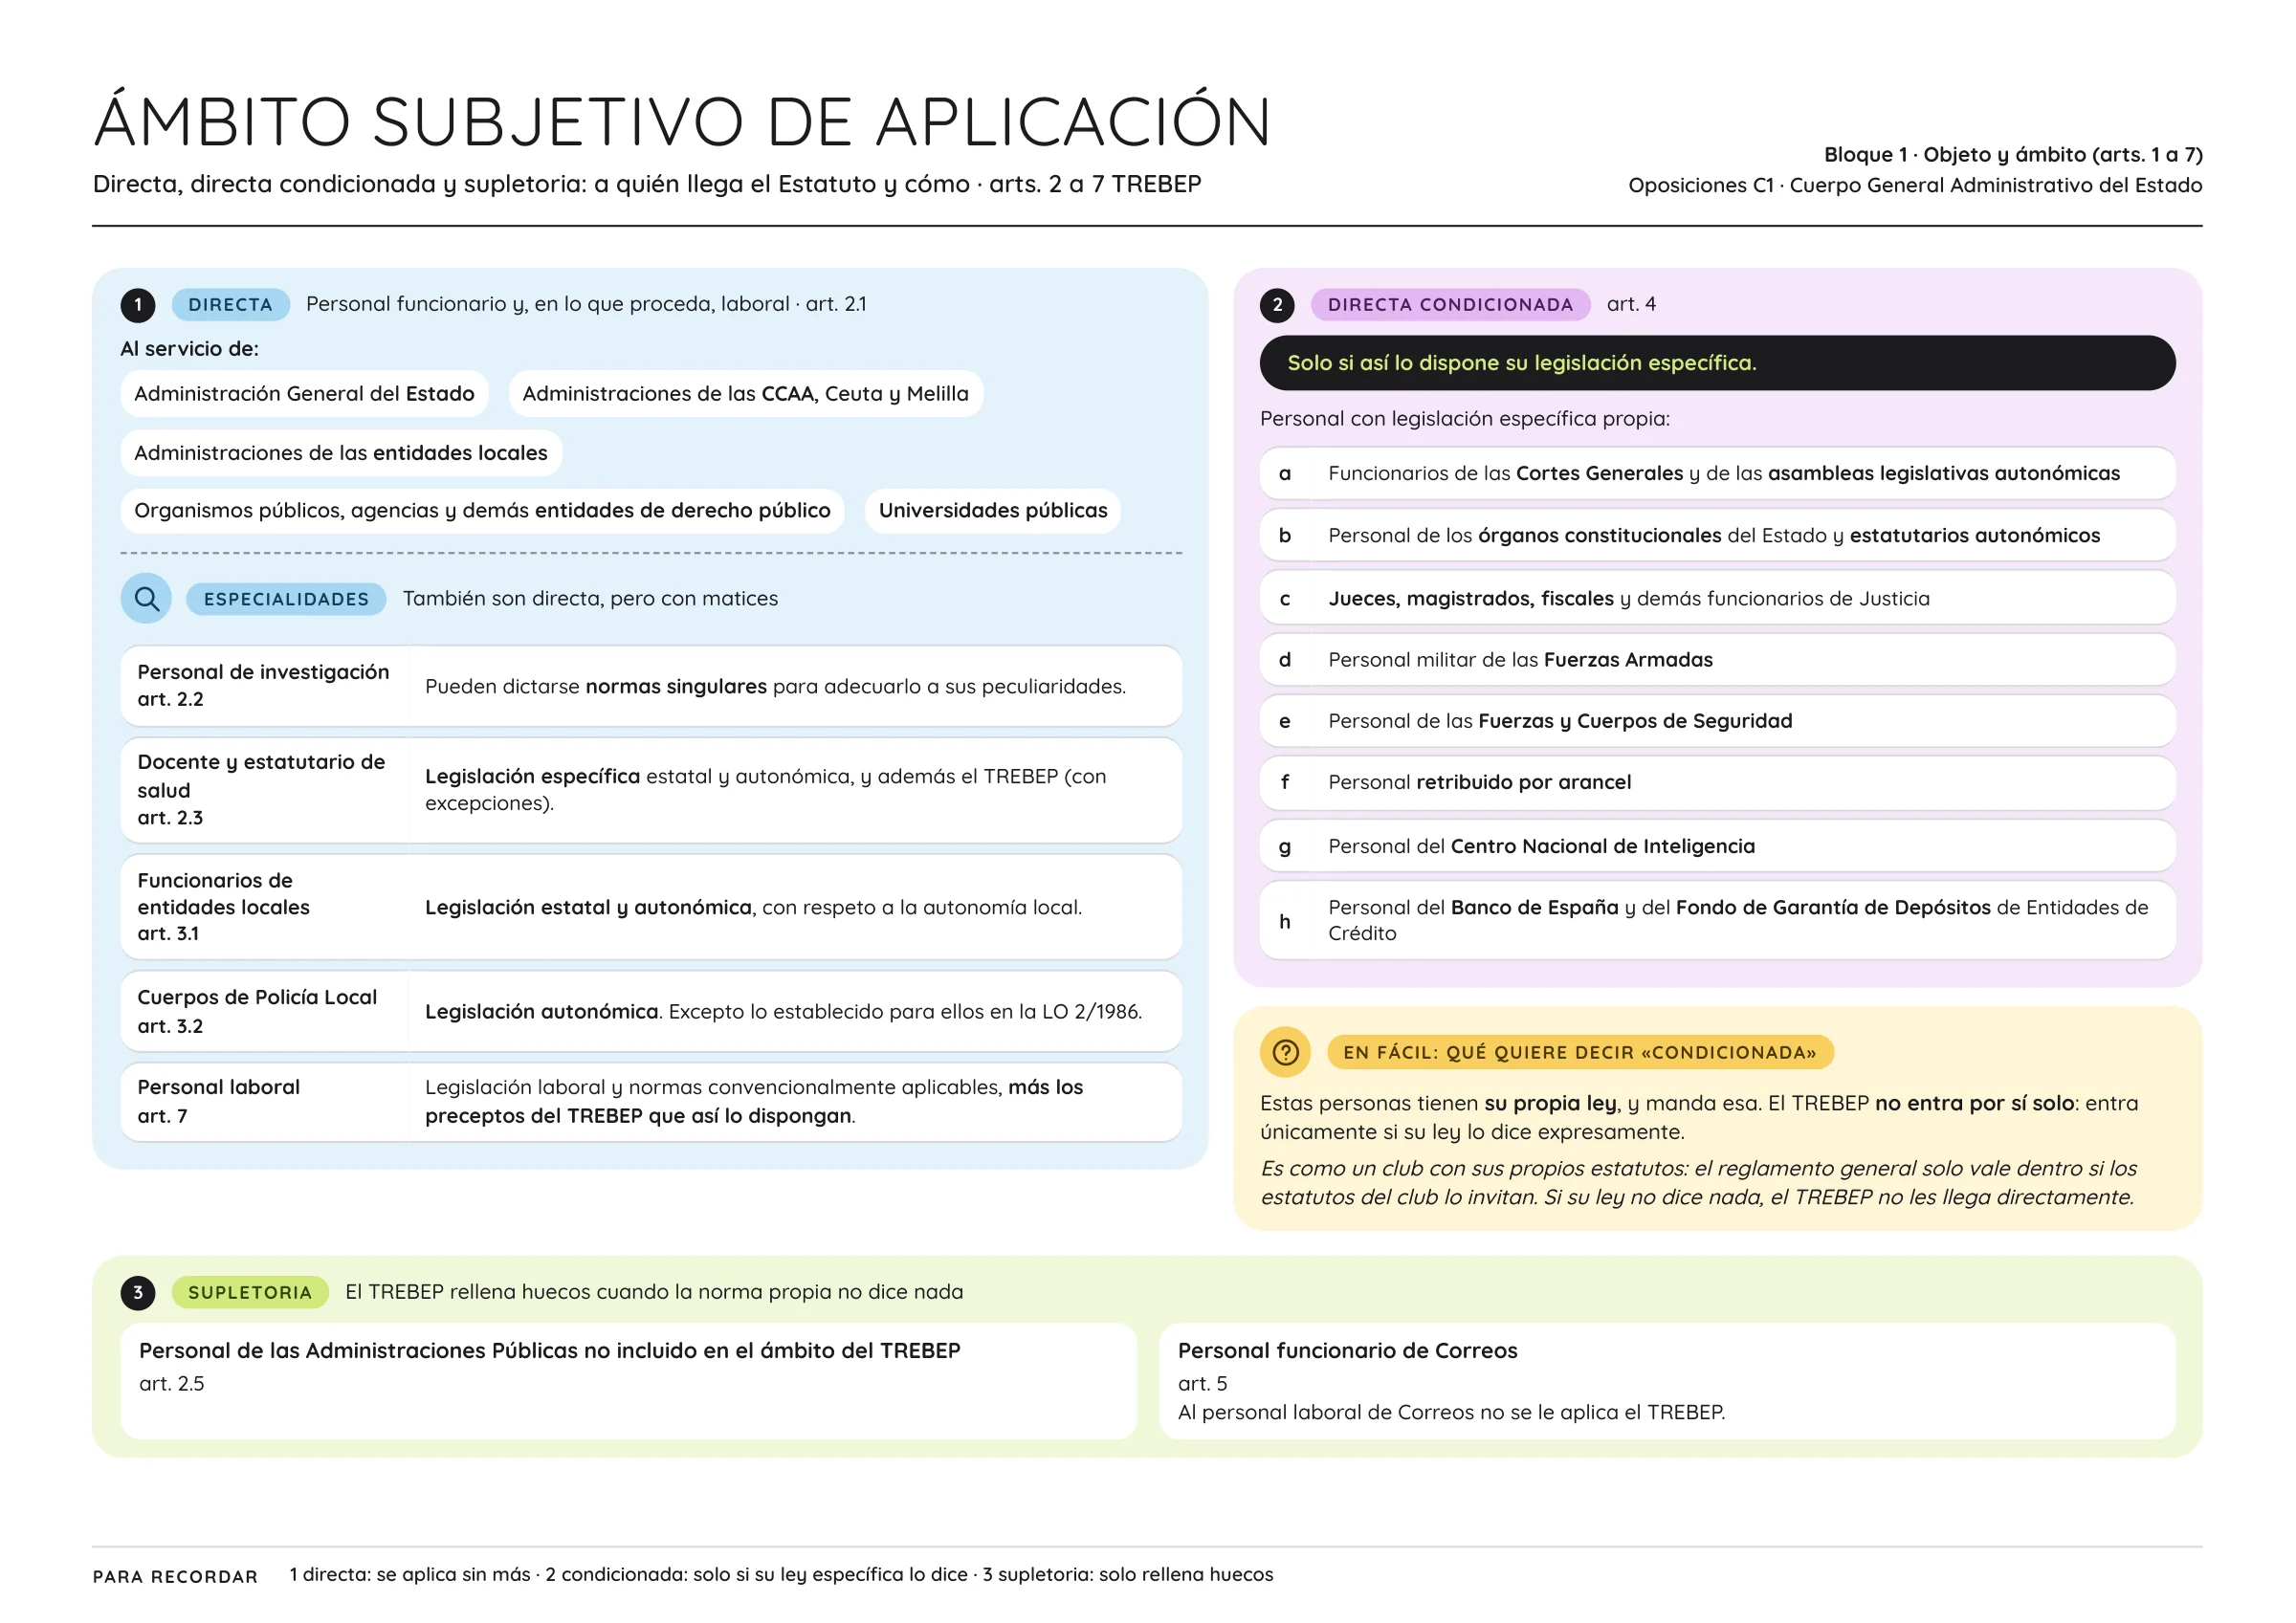 ÁMBITO SUBJETIVO DE APLICACIÓN
Directa, directa condicionada y supletoria: a quién llega el Estatuto y cómo · arts. 2 a 7 TREBEP
Bloque 1 · Objeto y ámbito (arts. 1 a 7)
Oposiciones C1 · Cuerpo General Administrativo del Estado
1 DIRECTA Personal funcionario y, en lo que proceda, laboral · art. 2.1
Al servicio de:
Administración General del Estado
Administraciones de las CCAA, Ceuta y Melilla
Administraciones de las entidades locales
Organismos públicos, agencias y demás entidades de derecho público
Universidades públicas
ESPECIALIDADES También son directa, pero con matices
Personal de investigación
art. 2.2
Pueden dictarse normas singulares para adecuarlo a sus peculiaridades.
Docente y estatutario de
salud
art. 2.3
Legislación específica estatal y autonómica, y además el TREBEP (con
excepciones).
Funcionarios de
entidades locales
art. 3.1
Legislación estatal y autonómica, con respeto a la autonomía local.
Cuerpos de Policía Local
art. 3.2
Legislación autonómica. Excepto lo establecido para ellos en la LO 2/1986.
Personal laboral
art. 7
Legislación laboral y normas convencionalmente aplicables, más los
preceptos del TREBEP que así lo dispongan.
2 DIRECTA CONDICIONADA art. 4
Solo si así lo dispone su legislación específica.
Personal con legislación específica propia:
a Funcionarios de las Cortes Generales y de las asambleas legislativas autonómicas
b Personal de los órganos constitucionales del Estado y estatutarios autonómicos
c Jueces, magistrados, fiscales y demás funcionarios de Justicia
d Personal militar de las Fuerzas Armadas
e Personal de las Fuerzas y Cuerpos de Seguridad
f Personal retribuido por arancel
g Personal del Centro Nacional de Inteligencia
h Personal del Banco de España y del Fondo de Garantía de Depósitos de Entidades de
Crédito
? EN FÁCIL: QUÉ QUIERE DECIR «CONDICIONADA»
Estas personas tienen su propia ley, y manda esa. El TREBEP no entra por sí solo: entra
únicamente si su ley lo dice expresamente.
Es como un club con sus propios estatutos: el reglamento general solo vale dentro si los
estatutos del club lo invitan. Si su ley no dice nada, el TREBEP no les llega directamente.
3 SUPLETORIA El TREBEP rellena huecos cuando la norma propia no dice nada
Personal de las Administraciones Públicas no incluido en el ámbito del TREBEP
art. 2.5
Personal funcionario de Correos
art. 5
Al personal laboral de Correos no se le aplica el TREBEP.
PARA RECORDAR 1 directa: se aplica sin más · 2 condicionada: solo si su ley específica lo dice · 3 supletoria: solo rellena huecos